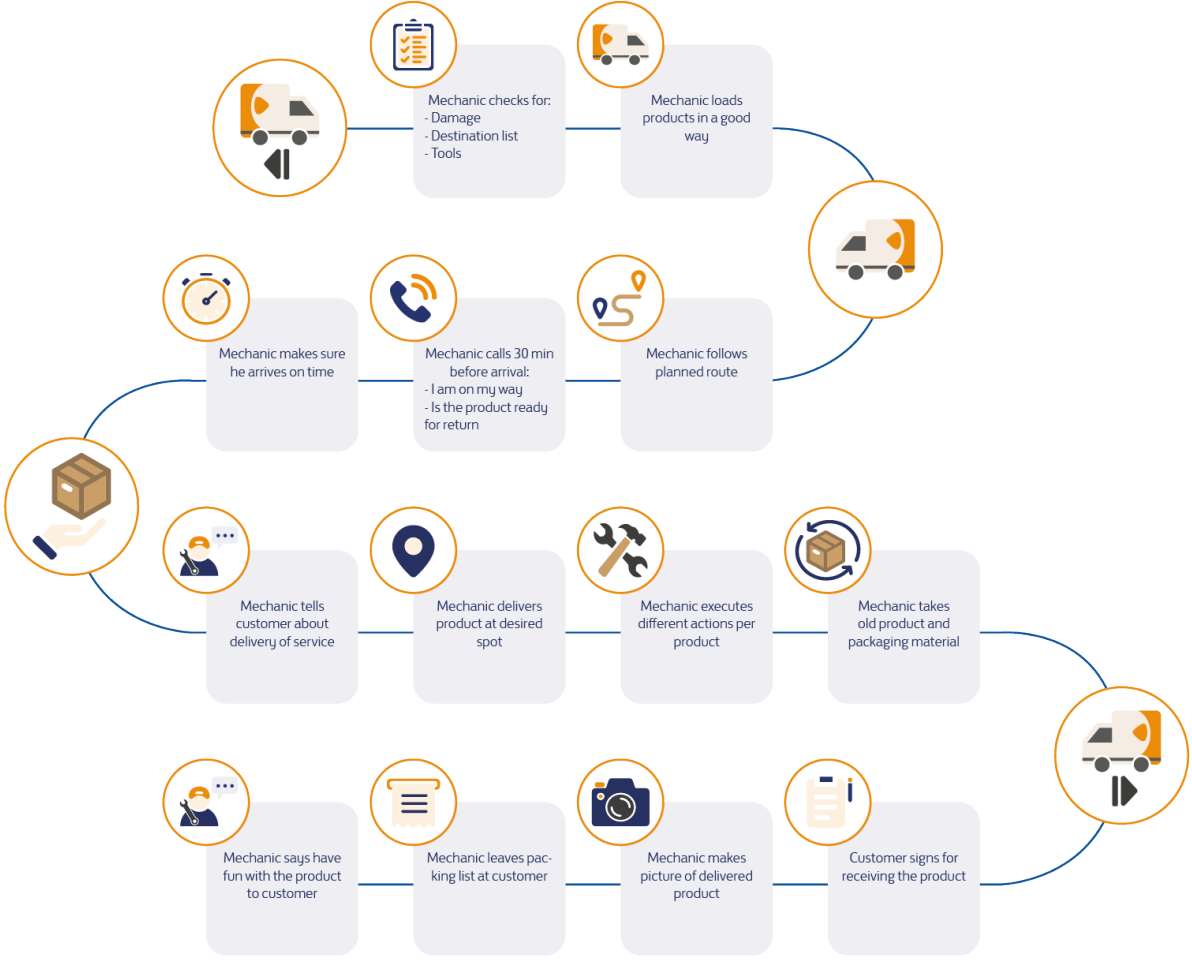 Mechanic checks for:
- Damage
- Destination list
- Tools
Mechanic loads
products in a good
way
Mechanic follows
planned route
Mechanic calls 30 min
before arrival:
- I am on my way
- Is the product ready
for return
Mechanic makes sure
he arrives on time
Mechanic tells
customer about
delivery of service
Mechanic delivers
product at desired
spot
Mechanic executes
different actions per
product
Mechanic takes
old product and
packaging material
Customer signs for
receiving the product
Mechanic makes
picture of delivered
product
Mechanic leaves pac-
king list at customer
Mechanic says have
fun with the product
to customer